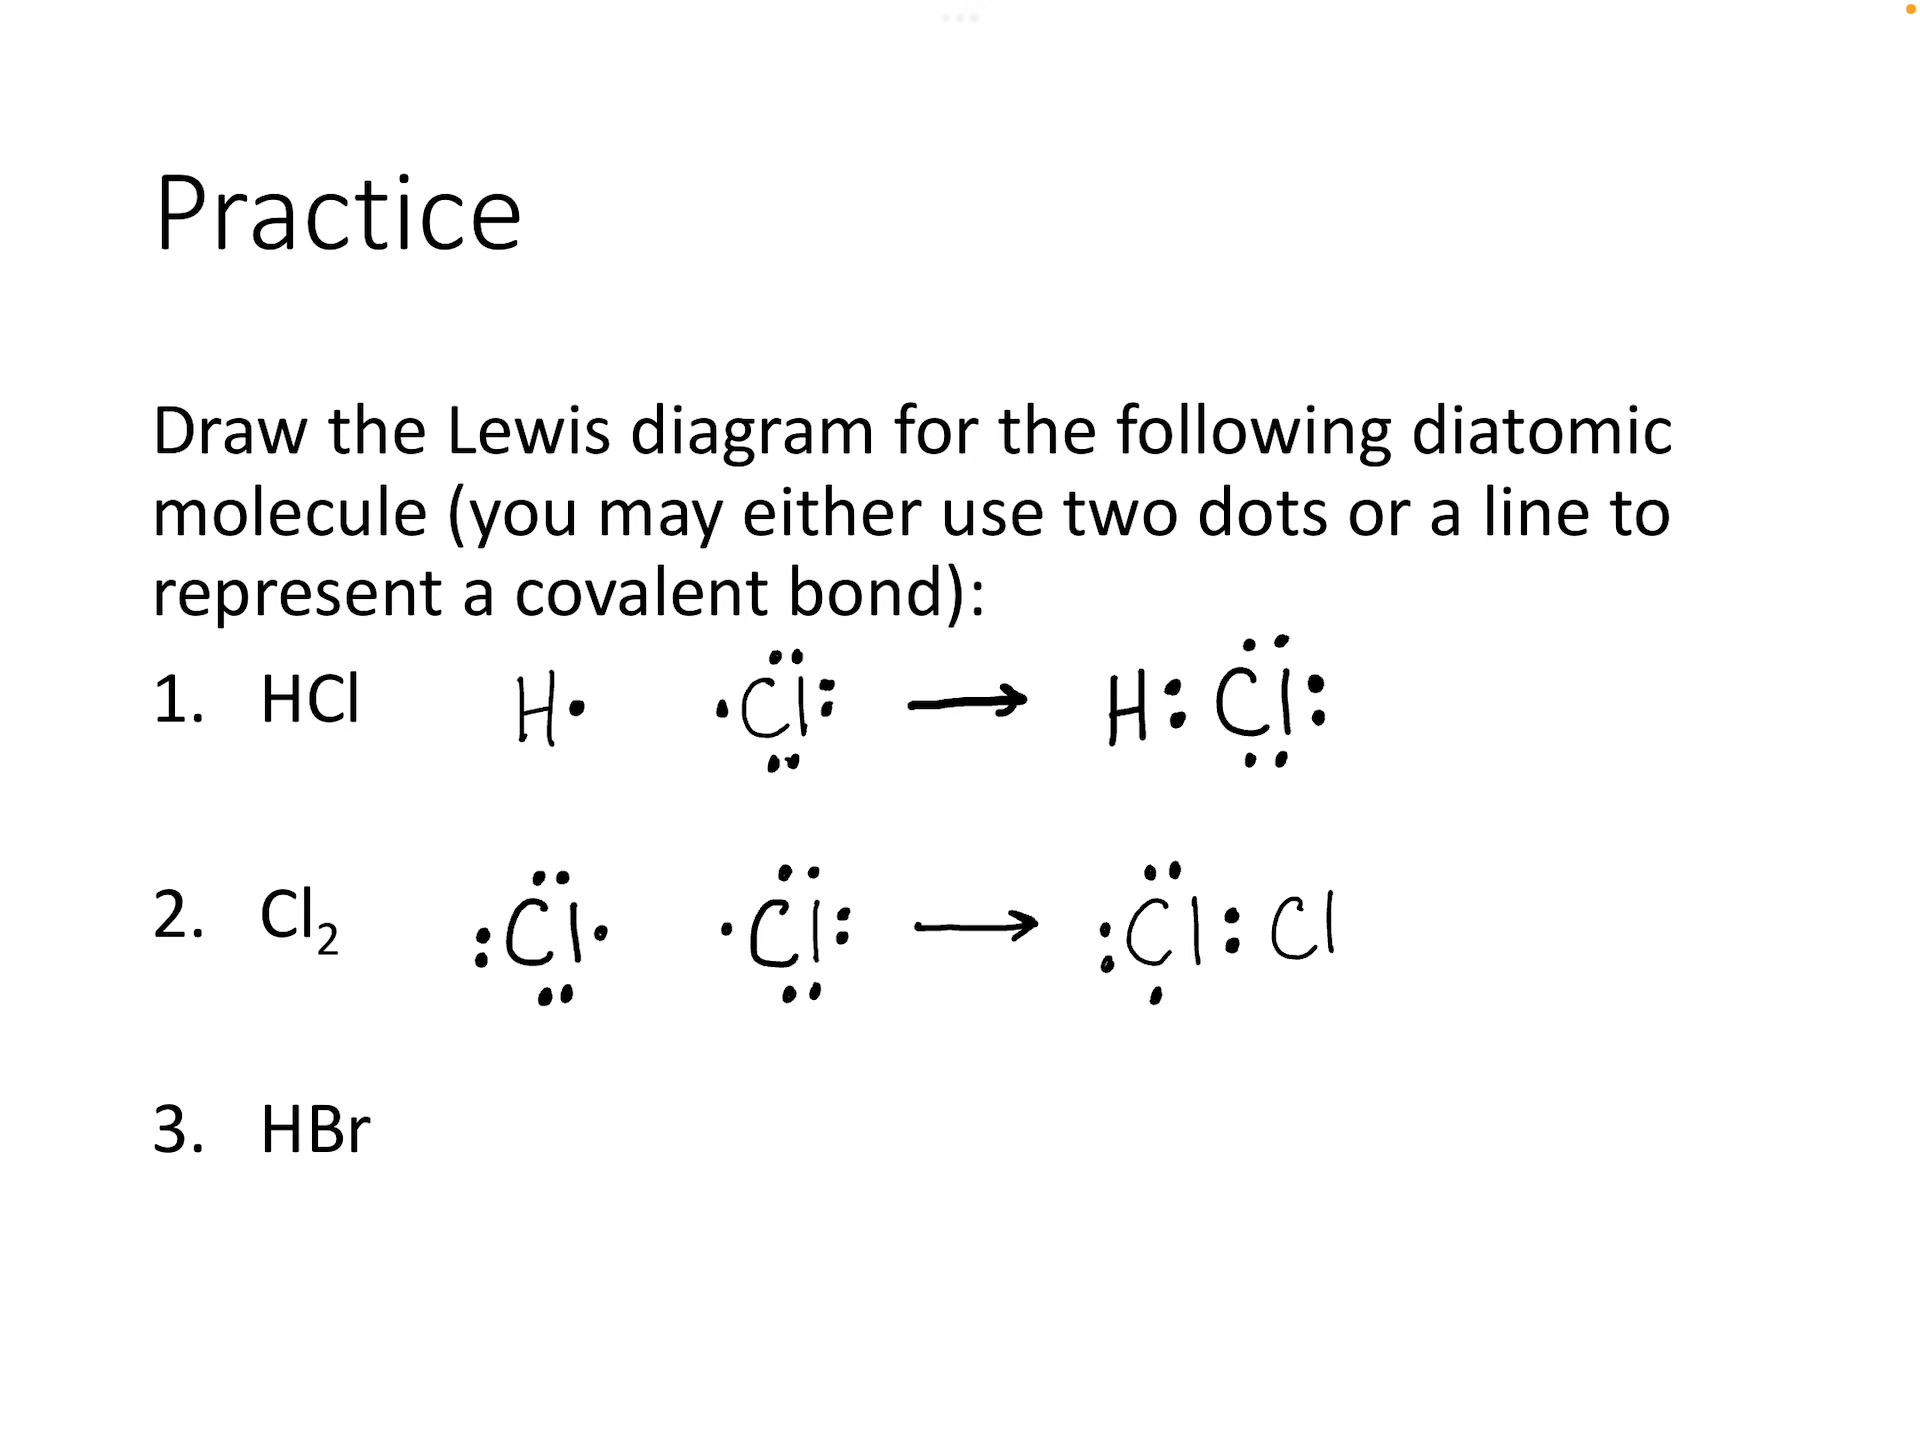 Practice
Draw the Lewis diagram for the following diatomic
molecule (you may either use two dots or a line to
represent a covalent bond):
1. HCl H· ·Cl: → H:Cl:
2. Cl₂ :Cl· ·Cl: → :Cl:Cl
3. HBr